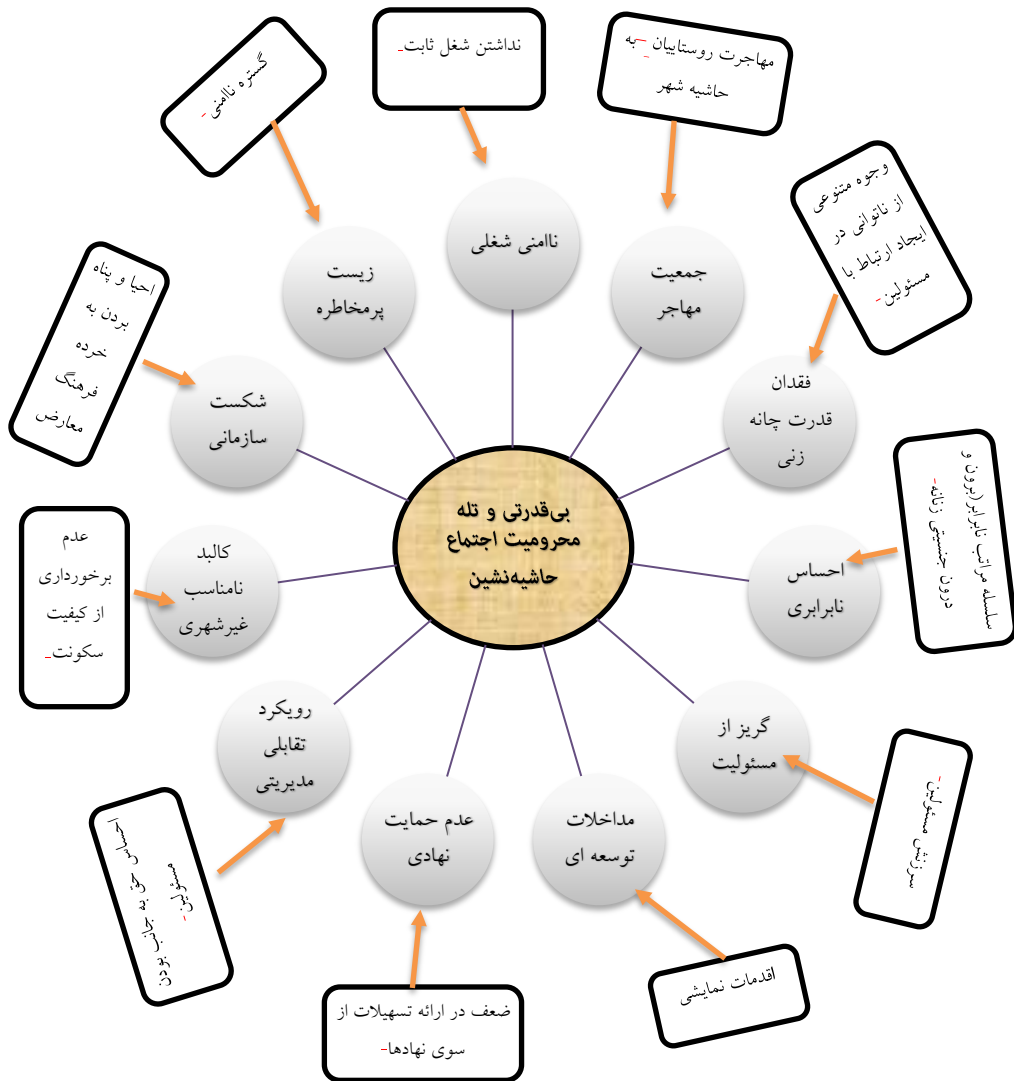 مهاجرت روستاییان -به
حاشیه شهر
-
نداشتن شغل ثابت-
گستره ناامنی-
وجوه متنوعی
از ناتوانی در
ایجاد ارتباط با
مسئولین-
احیا و پناه
بردن به
خرده
فرهنگ
معارض
ناامنی شغلی
جمعیت
مهاجر
زیست
پرمخاطره
فقدان
قدرت چانه
زنی
شکست
سازمانی
بی‌قدرتی و تله
محرومیت اجتماع
حاشیه‌نشین
سلسله مراتب نابرابر(برون و
درون جنسیتی زنانه-
احساس
نابرابری
کالبد
نامناسب
غیرشهری
عدم
برخورداری
از کیفیت
سکونت-
گریز از
مسئولیت
رویکرد
تقابلی
مدیریتی
سرزنش مسئولین-
مداخلات
توسعه ای
عدم حمایت
نهادی
احساس حق به جانب بودن
مسئولین-
اقدمات نمایشی
ضعف در ارائه تسهیلات از
سوی نهادها-